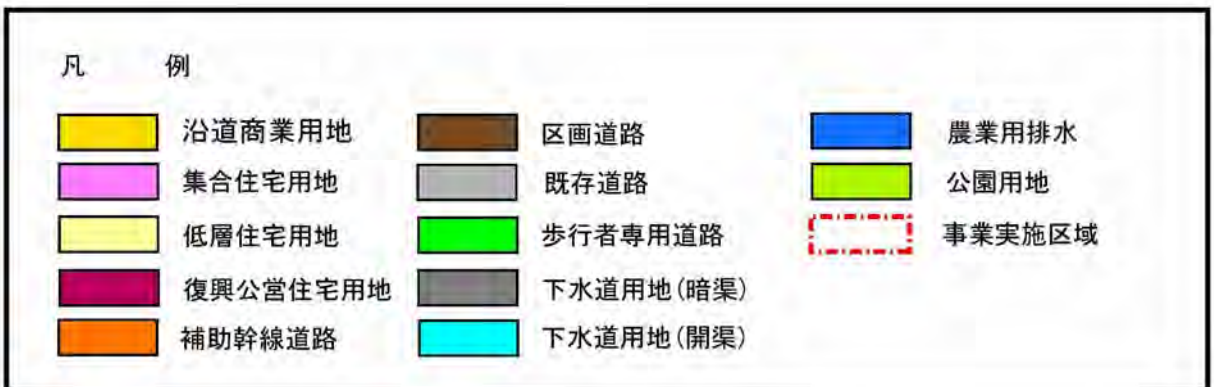 凡 例
沿道商業用地
集合住宅用地
低層住宅用地
復興公営住宅用地
補助幹線道路
区画道路
既存道路
歩行者専用道路
下水道用地(暗渠)
下水道用地(開渠)
農業用排水
公園用地
事業実施区域